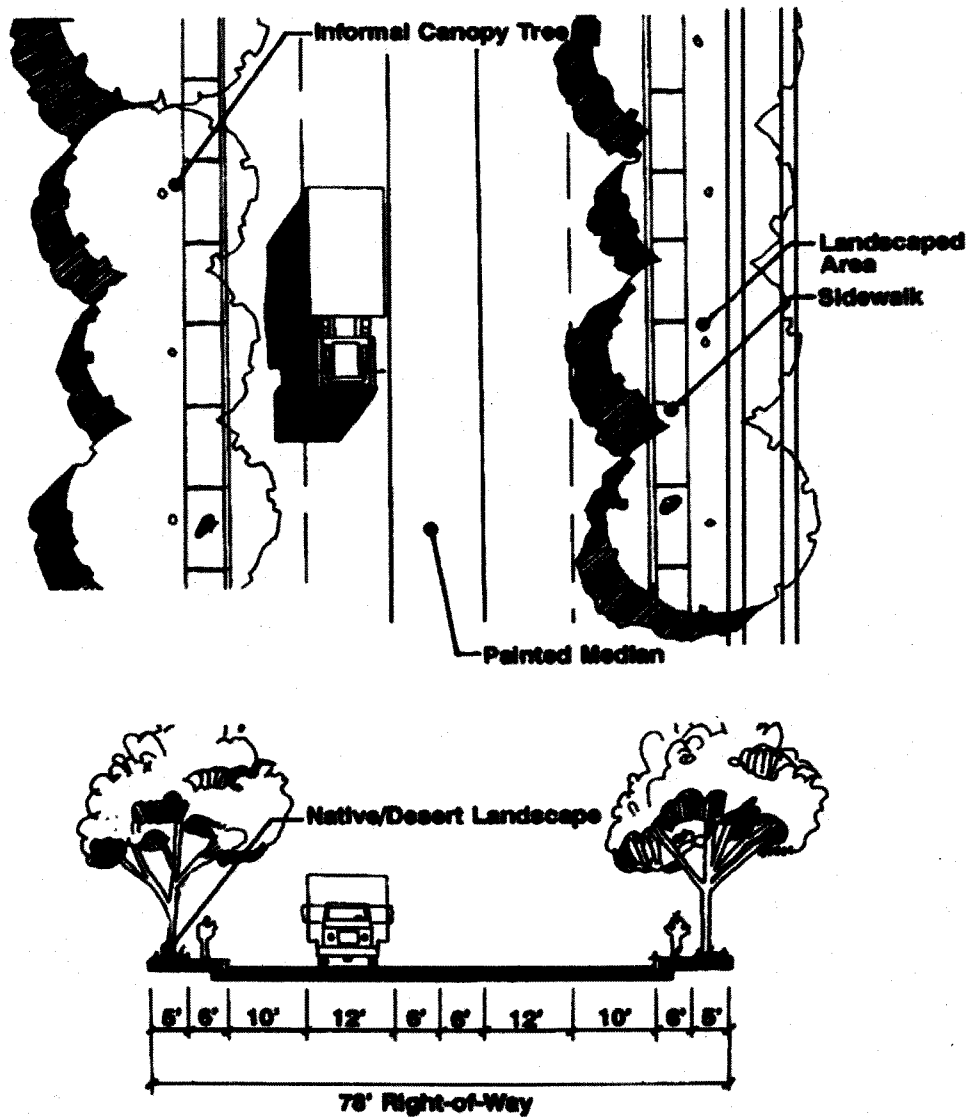 Informal Canopy Tree
Landscaped
Area
Sidewalk
Painted Median
Native/Desert Landscape
5' 6' 10' 12' 6' 6' 12' 10' 6' 5'
78' Right-of-Way